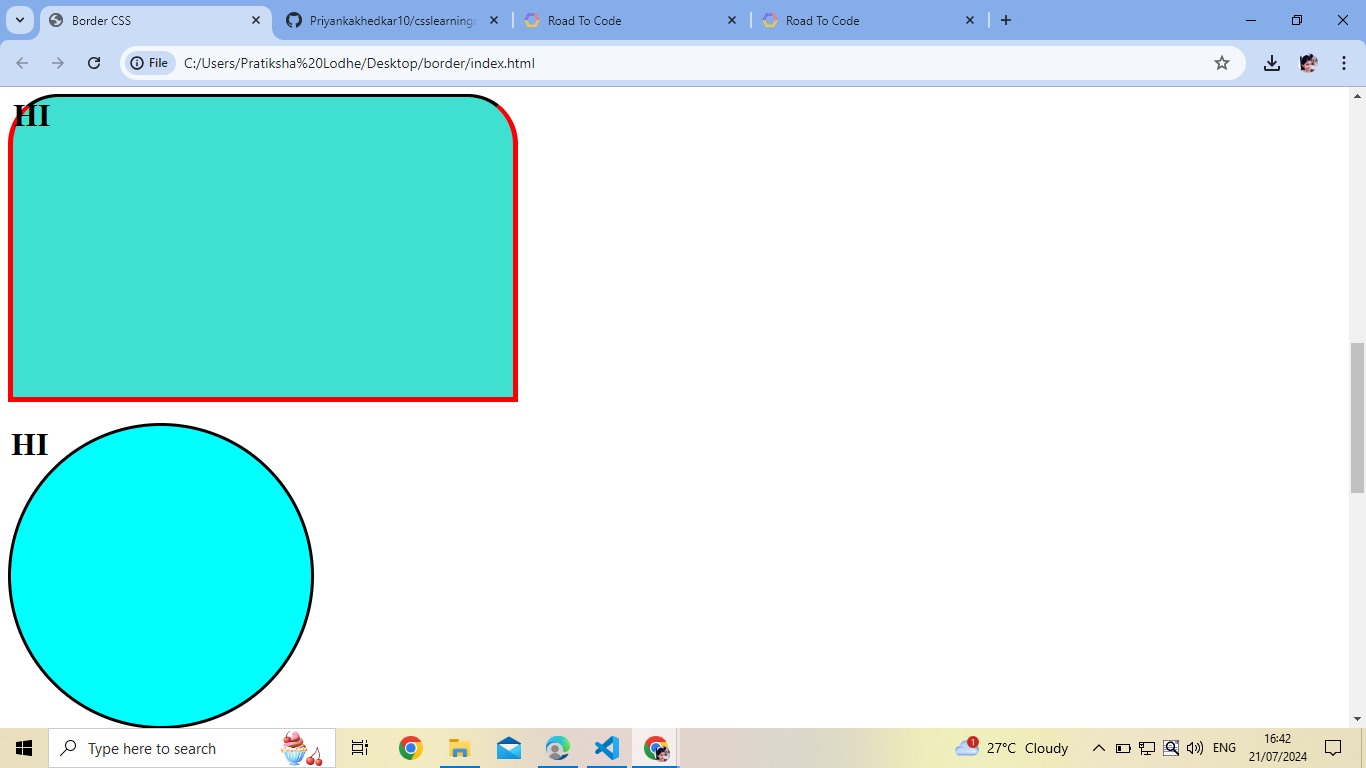 Border CSS
Priyankakhedkar10/csslearning
Road To Code
Road To Code
File C:/Users/Pratiksha%20Lodhe/Desktop/border/index.html
HI
HI
Type here to search
1
27°C Cloudy
ENG
16:42
21/07/2024